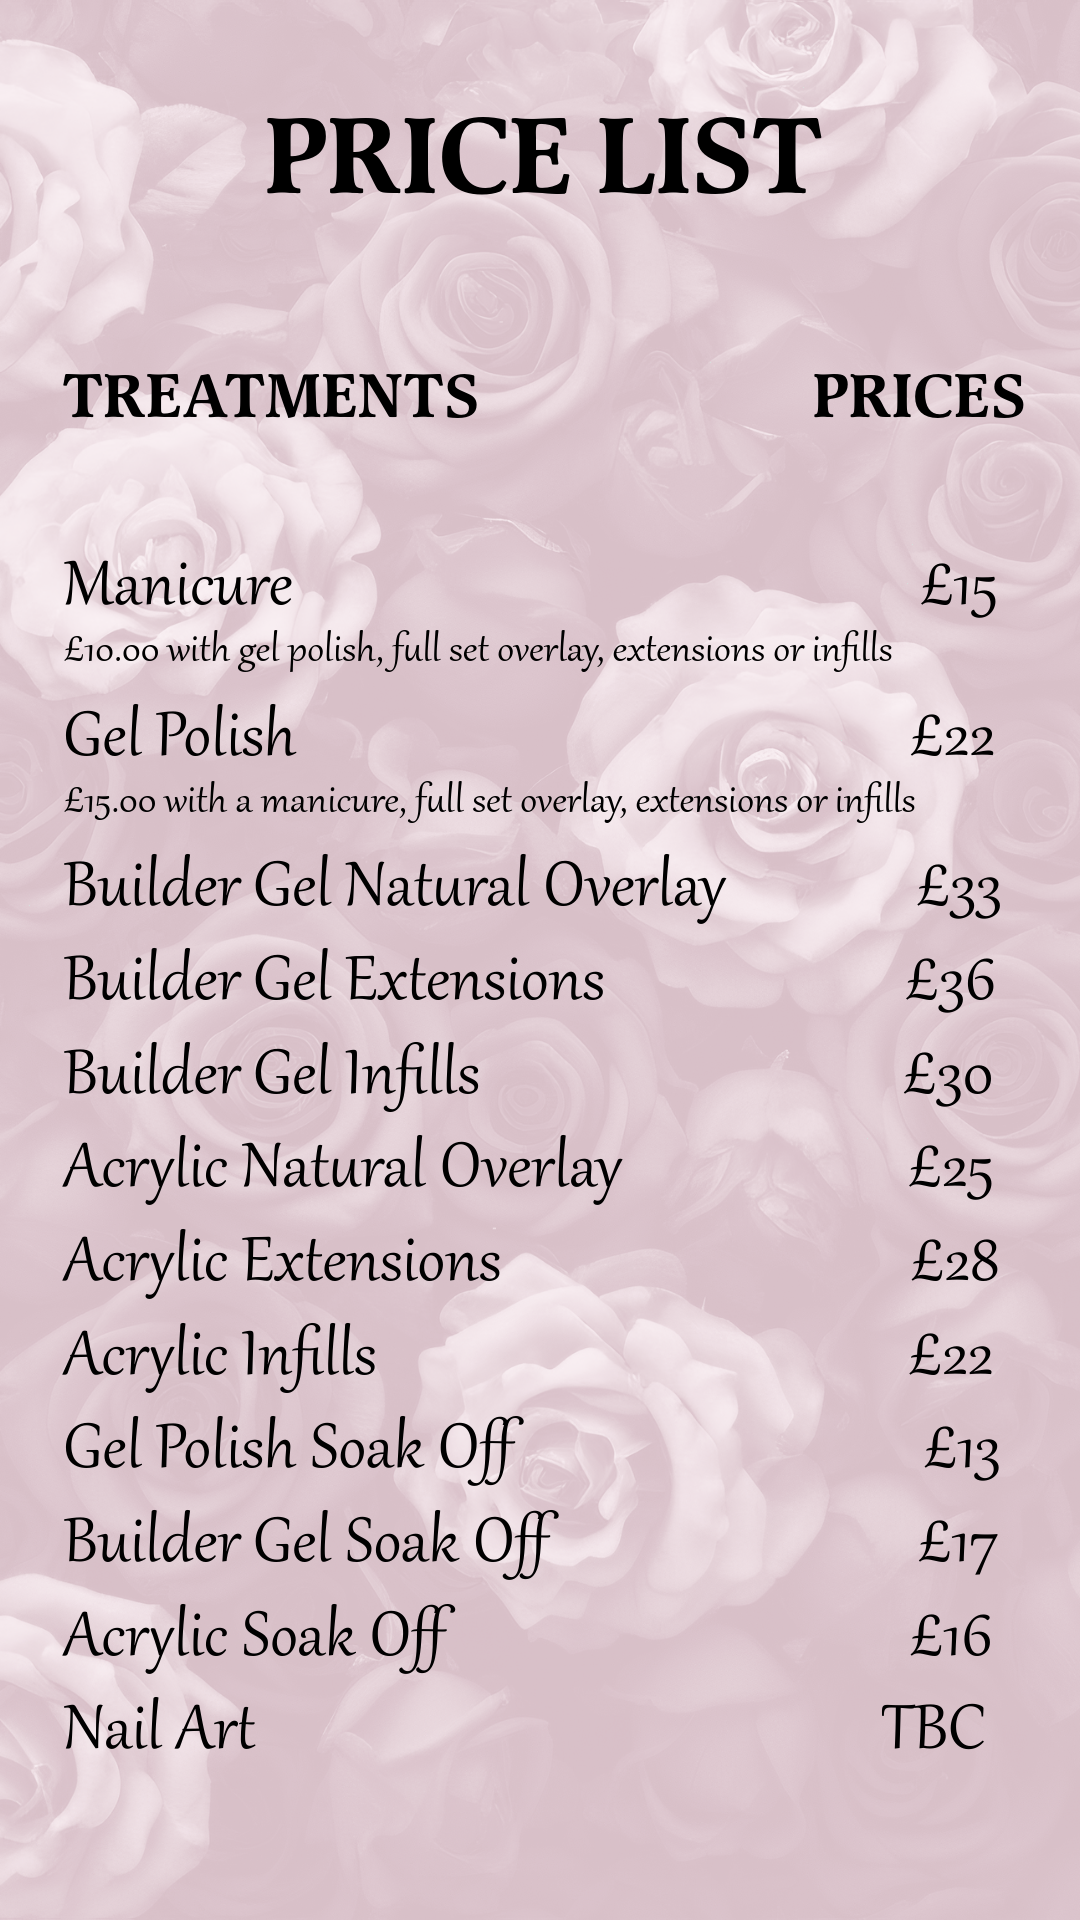 PRICE LIST
TREATMENTS PRICES
Manicure £15
£10.00 with gel polish, full set overlay, extensions or infills
Gel Polish £22
£15.00 with a manicure, full set overlay, extensions or infills
Builder Gel Natural Overlay £33
Builder Gel Extensions £36
Builder Gel Infills £30
Acrylic Natural Overlay £25
Acrylic Extensions £28
Acrylic Infills £22
Gel Polish Soak Off £13
Builder Gel Soak Off £17
Acrylic Soak Off £16
Nail Art TBC